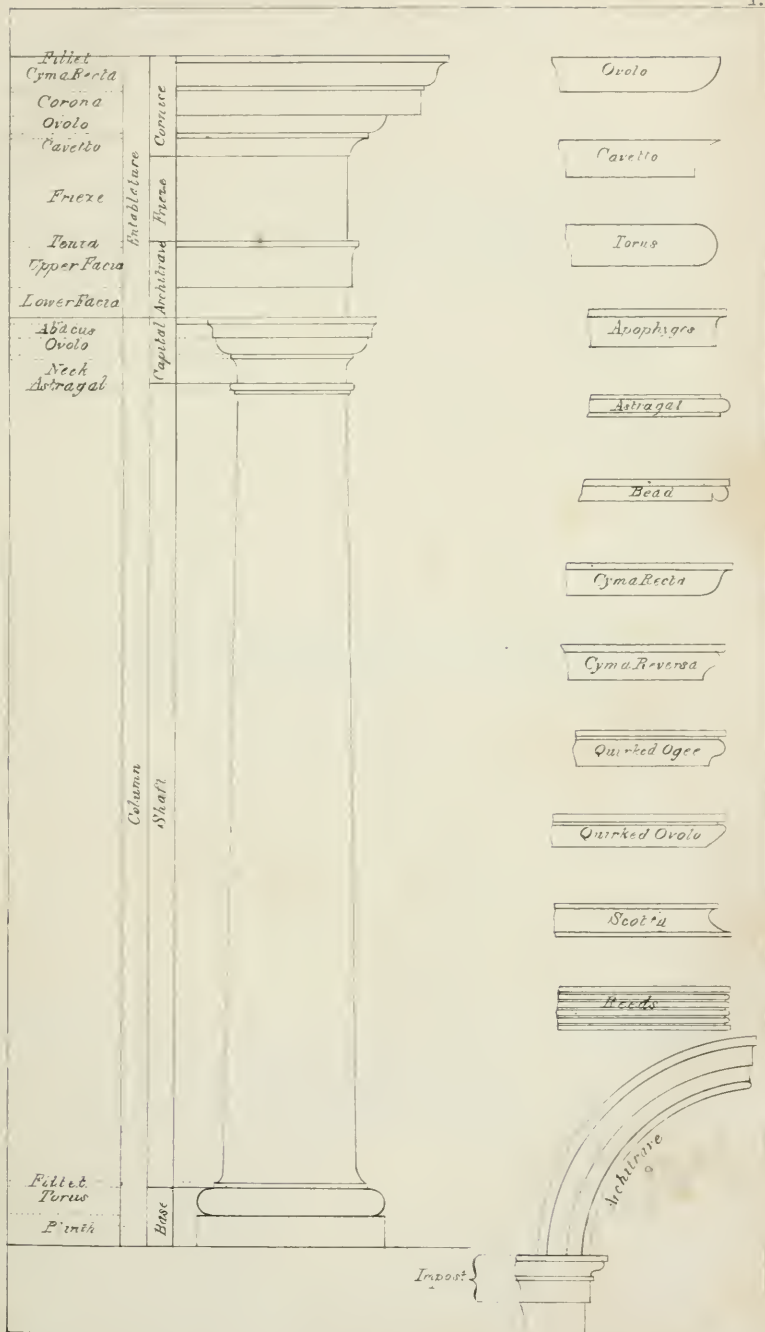 1.
Fillet
Cyma Recta
Corona
Ovolo
Cavetto
Frieze
Tenia
Upper Facia
Lower Facia
Abacus
Ovolo
Neck
Astragal
Fillet
Torus
Plinth
Entablature
Column
Cornice
Frieze
Architrave
Capital
Shaft
Base
Ovolo
Cavetto
Torus
Apophyges
Astragal
Bead
Cyma Recta
Cyma Reversa
Quirked Ogee
Quirked Ovolo
Scotia
Reeds
Architrave
Impost